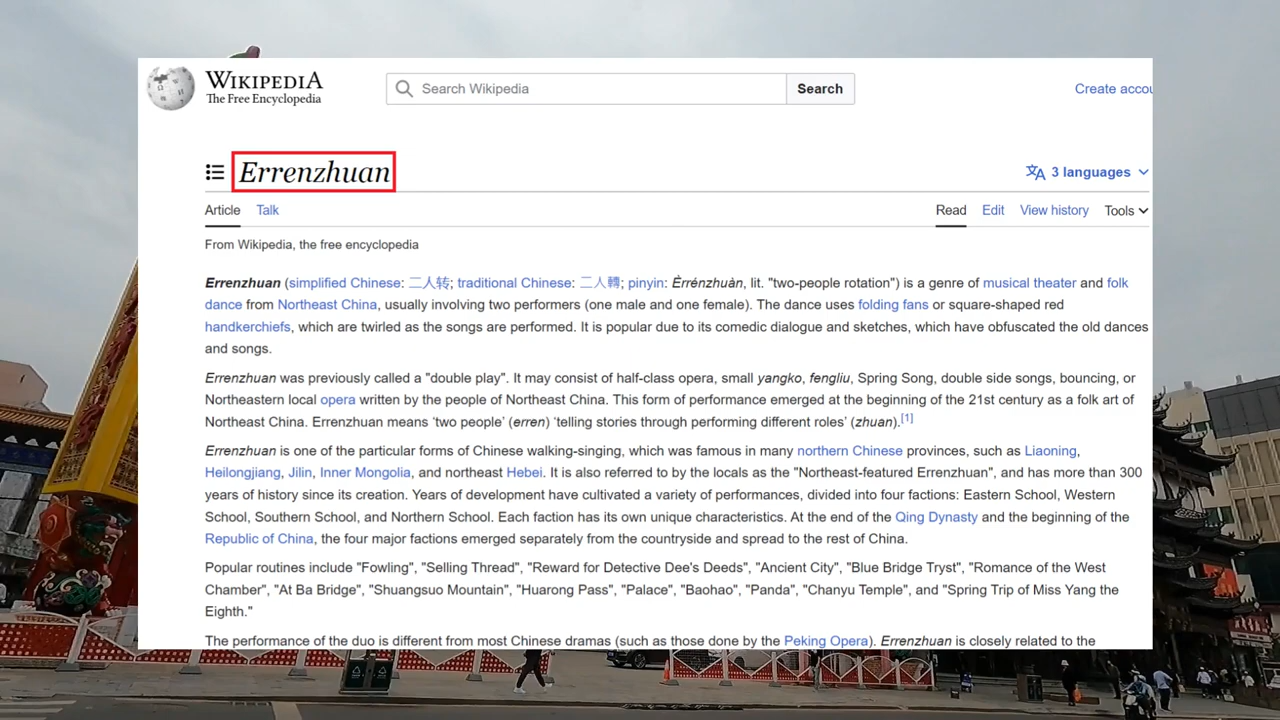 WIKIPEDIA
The Free Encyclopedia
Search Wikipedia
Search
Create accou
Errenzhuan
3 languages
Article Talk
Read Edit View history Tools
From Wikipedia, the free encyclopedia
Errenzhuan (simplified Chinese: 二人转; traditional Chinese: 二人轉; pinyin: Èrrénzhuàn, lit. "two-people rotation") is a genre of musical theater and folk
dance from Northeast China, usually involving two performers (one male and one female). The dance uses folding fans or square-shaped red
handkerchiefs, which are twirled as the songs are performed. It is popular due to its comedic dialogue and sketches, which have obfuscated the old dances
and songs.
Errenzhuan was previously called a "double play". It may consist of half-class opera, small yangko, fengliu, Spring Song, double side songs, bouncing, or
Northeastern local opera written by the people of Northeast China. This form of performance emerged at the beginning of the 21st century as a folk art of
Northeast China. Errenzhuan means ‘two people’ (erren) ‘telling stories through performing different roles’ (zhuan).[1]
Errenzhuan is one of the particular forms of Chinese walking-singing, which was famous in many northern Chinese provinces, such as Liaoning,
Heilongjiang, Jilin, Inner Mongolia, and northeast Hebei. It is also referred to by the locals as the "Northeast-featured Errenzhuan", and has more than 300
years of history since its creation. Years of development have cultivated a variety of performances, divided into four factions: Eastern School, Western
School, Southern School, and Northern School. Each faction has its own unique characteristics. At the end of the Qing Dynasty and the beginning of the
Republic of China, the four major factions emerged separately from the countryside and spread to the rest of China.
Popular routines include "Fowling", "Selling Thread", "Reward for Detective Dee's Deeds", "Ancient City", "Blue Bridge Tryst", "Romance of the West
Chamber", "At Ba Bridge", "Shuangsuo Mountain", "Huarong Pass", "Palace", "Baohao", "Panda", "Chanyu Temple", and "Spring Trip of Miss Yang the
Eighth."
The performance of the duo is different from most Chinese dramas (such as those done by the Peking Opera). Errenzhuan is closely related to the